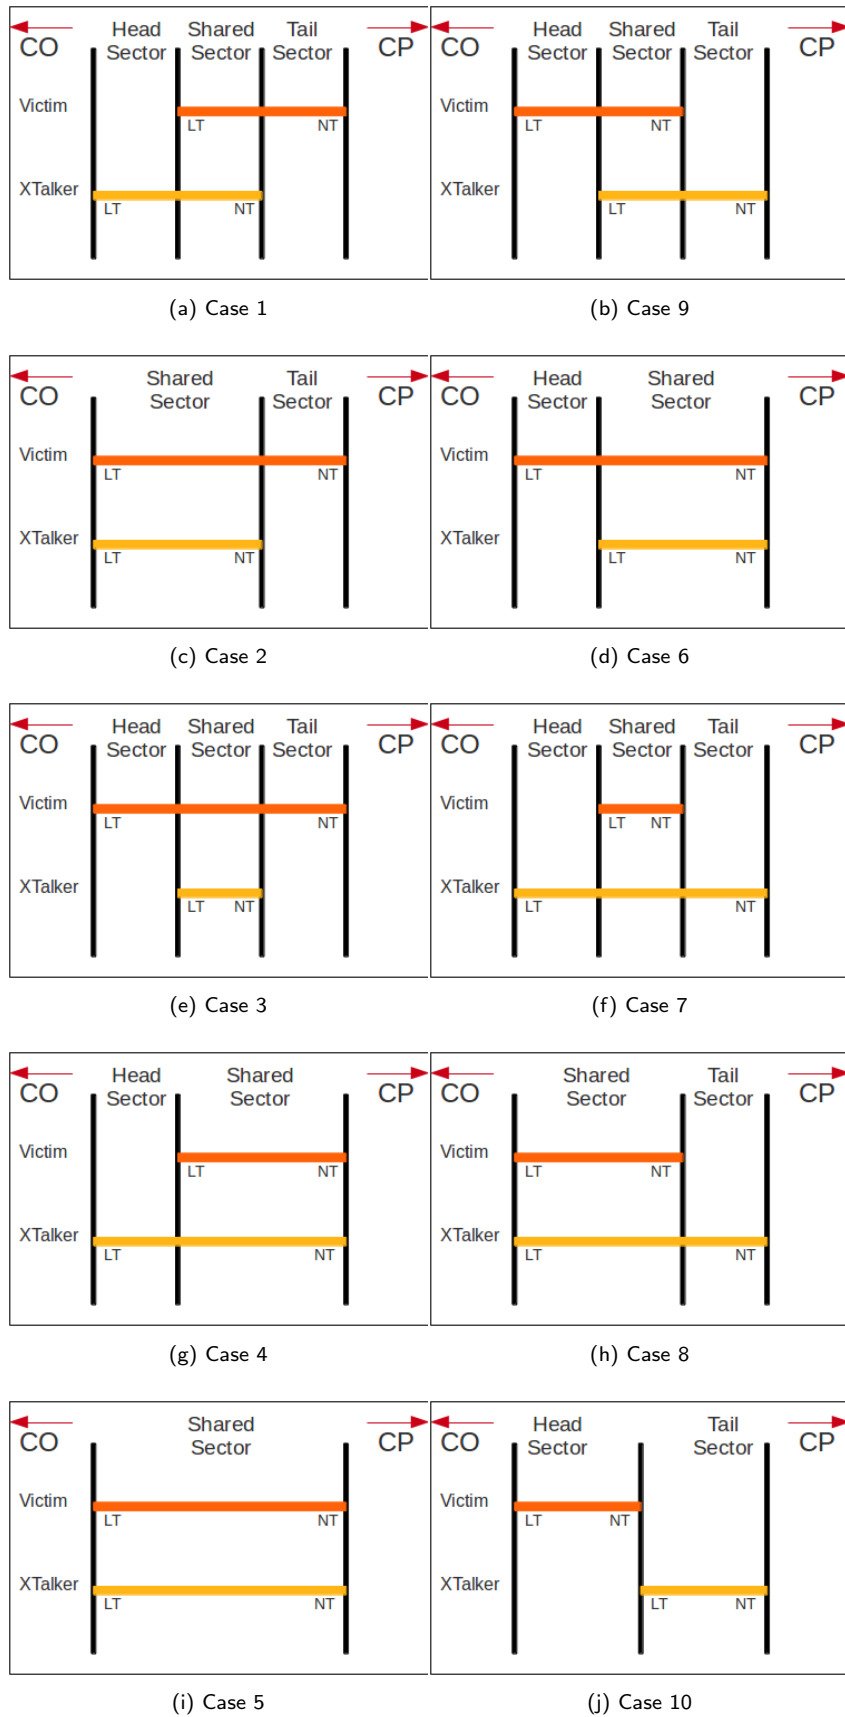 CO
Head Sector
Shared Sector
Tail Sector
CP
Victim
LT NT
XTalker
LT NT
(a) Case 1
CO
Head Sector
Shared Sector
Tail Sector
CP
Victim
LT NT
XTalker
LT NT
(b) Case 9
CO
Shared Sector
Tail Sector
CP
Victim
LT NT
XTalker
LT NT
(c) Case 2
CO
Head Sector
Shared Sector
CP
Victim
LT NT
XTalker
LT NT
(d) Case 6
CO
Head Sector
Shared Sector
Tail Sector
CP
Victim
LT NT
XTalker
LT NT
(e) Case 3
CO
Head Sector
Shared Sector
Tail Sector
CP
Victim
LT NT
XTalker
LT NT
(f) Case 7
CO
Head Sector
Shared Sector
CP
Victim
LT NT
XTalker
LT NT
(g) Case 4
CO
Shared Sector
Tail Sector
CP
Victim
LT NT
XTalker
LT NT
(h) Case 8
CO
Shared Sector
CP
Victim
LT NT
XTalker
LT NT
(i) Case 5
CO
Head Sector
Tail Sector
CP
Victim
LT NT
XTalker
LT NT
(j) Case 10